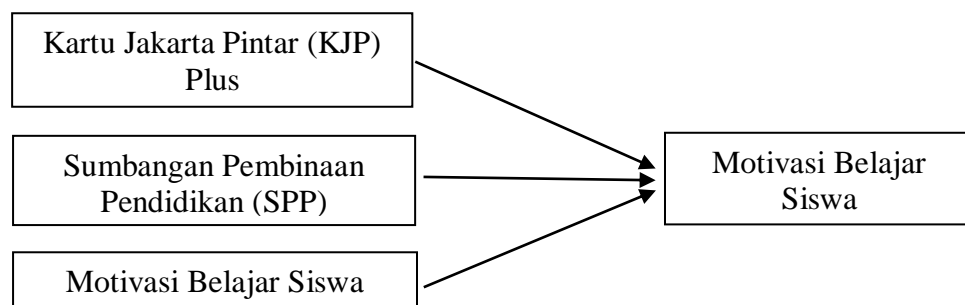 Kartu Jakarta Pintar (KJP)
Plus
Sumbangan Pembinaan
Pendidikan (SPP)
Motivasi Belajar Siswa
Motivasi Belajar
Siswa